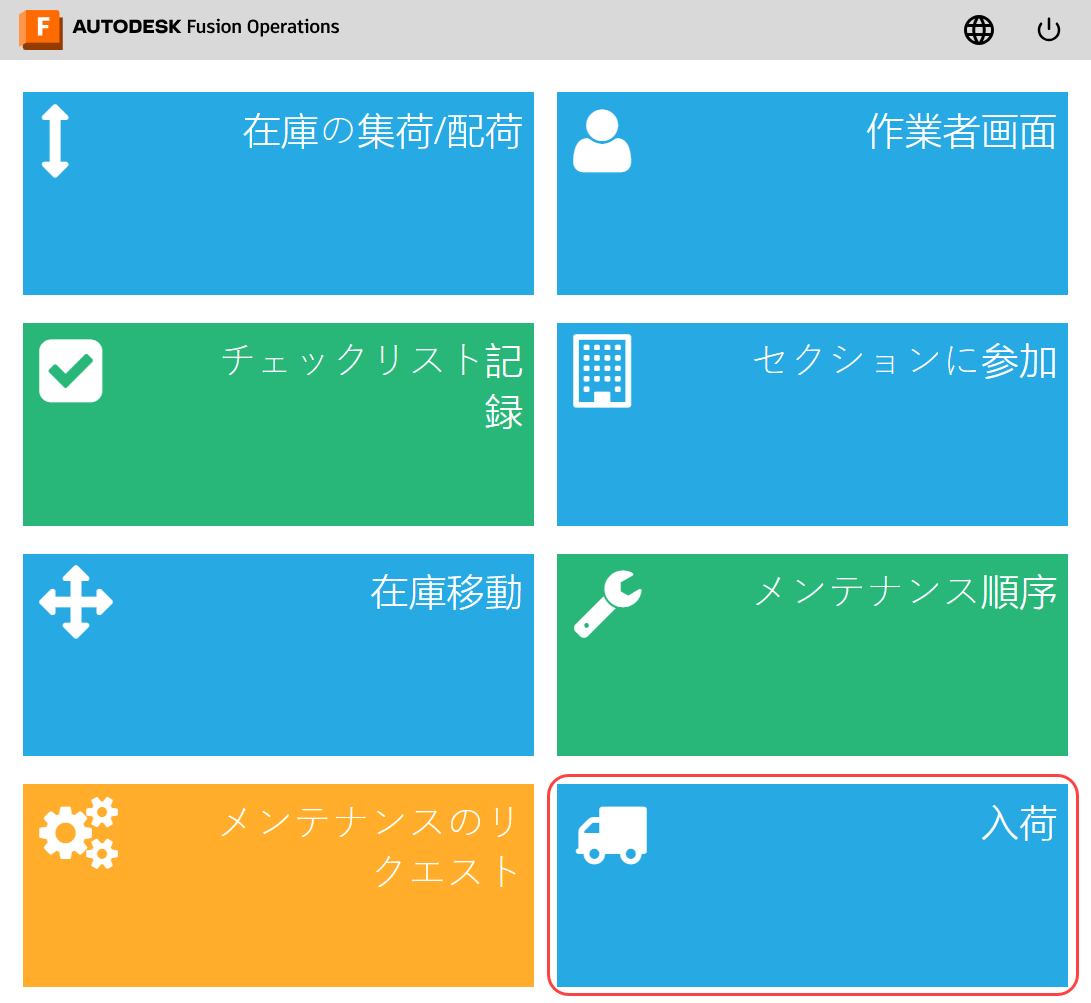 AUTODESK Fusion Operations
在庫の集荷/配荷
作業者画面
チェックリスト記
録
セクションに参加
在庫移動
メンテナンス順序
メンテナンスのリ
クエスト
入荷